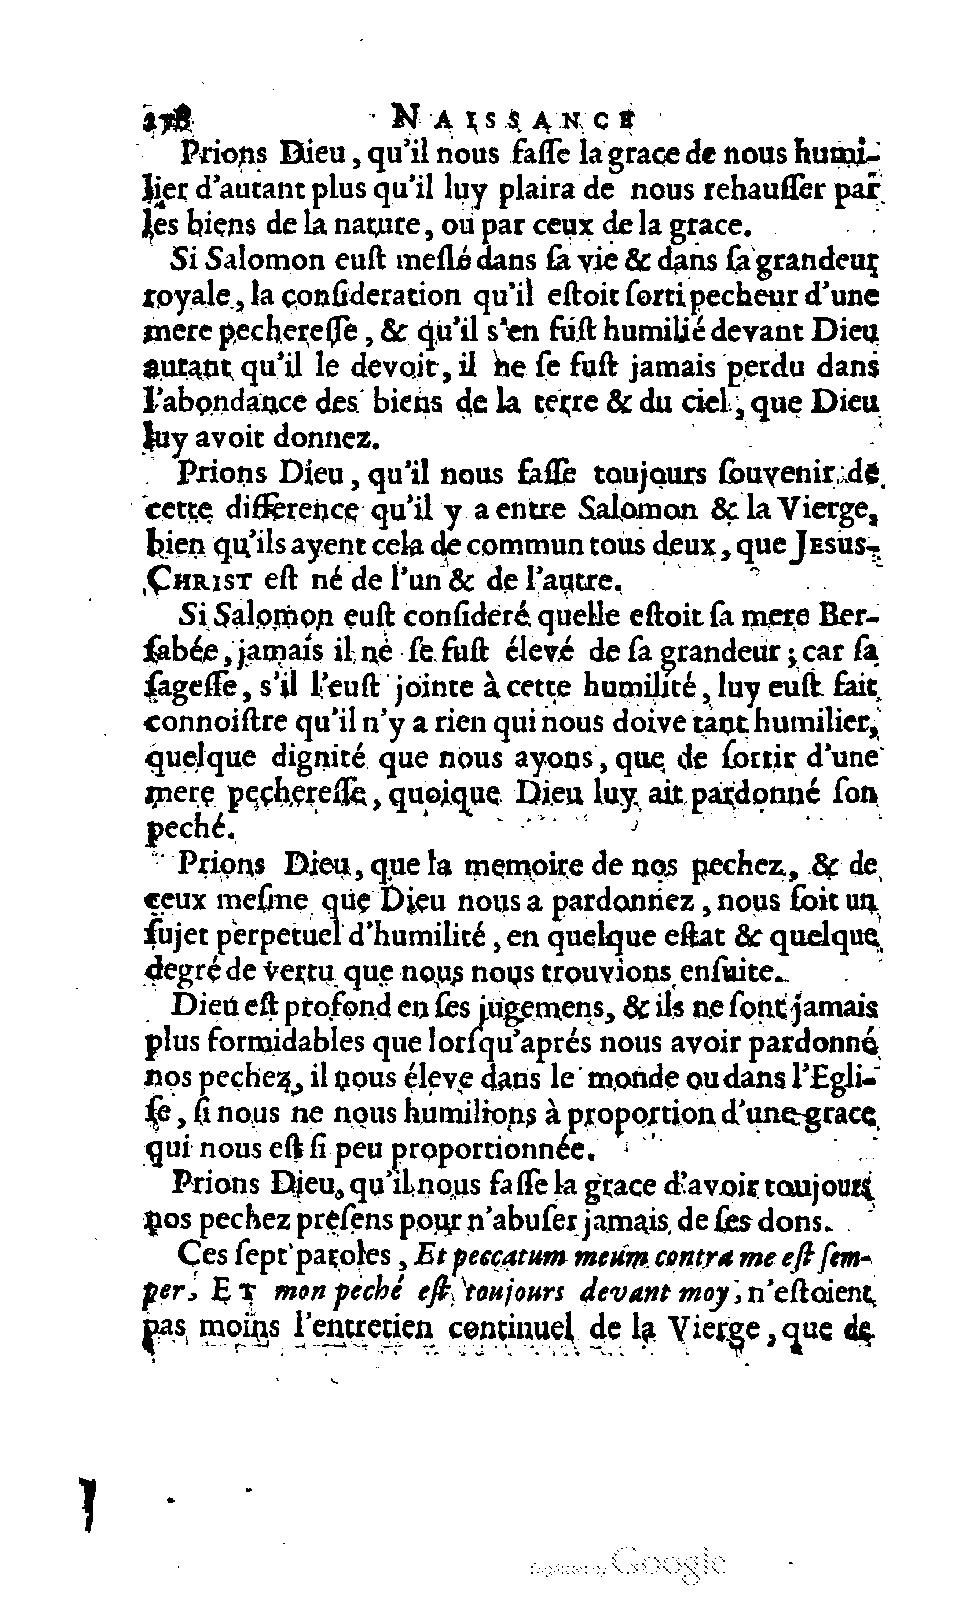 278 NAISSANCE
Prions Dieu, qu'il nous faſſe la grace de nous humi-
lier d'autant plus qu'il luy plaira de nous rehauſſer par
les biens de la nature, ou par ceux de la grace.
Si Salomon euſt meſlé dans ſa vie & dans ſa grandeur
royale, la conſideration qu'il eſtoit ſorti pecheur d'une
mere pechereſſe, & qu'il s'en fuſt humilié devant Dieu
autant qu'il le devoit, il ne ſe fuſt jamais perdu dans
l'abondance des biens de la terre & du ciel, que Dieu
luy avoit donnez.
Prions Dieu, qu'il nous faſſe toujours ſouvenir de
cette difference qu'il y a entre Salomon & la Vierge,
bien qu'ils ayent cela de commun tous deux, que JESUS-
CHRIST eſt né de l'un & de l'autre.
Si Salomon euſt conſideré quelle eſtoit ſa mere Ber-
ſabée, jamais il ne ſe fuſt élevé de ſa grandeur; car ſa
ſageſſe, s'il l'euſt jointe à cette humilité, luy euſt fait
connoiſtre qu'il n'y a rien qui nous doive tant humilier,
quelque dignité que nous ayons, que de ſortir d'une
mere pechereſſe, quoique Dieu luy ait pardonné ſon
peché.
Prions Dieu, que la memoire de nos pechez, & de
ceux meſme que Dieu nous a pardonnez, nous ſoit un
ſujet perpetuel d'humilité, en quelque eſtat & quelque
degré de vertu que nous nous trouvions enſuite.
Dieu eſt profond en ſes jugemens, & ils ne ſont jamais
plus formidables que lorſqu'aprés nous avoir pardonné
nos pechez, il nous éleve dans le monde ou dans l'Egli-
ſe, ſi nous ne nous humilions à proportion d'une grace
qui nous eſt ſi peu proportionnée.
Prions Dieu, qu'il nous faſſe la grace d'avoir toujours
nos pechez preſens pour n'abuſer jamais de ſes dons.
Ces ſept paroles, Et peccatum meum contra me eſt ſem-
per. ET mon peché eſt toujours devant moy, n'eſtoient
pas moins l'entretien continuel de la Vierge, que de
Digitized by Google